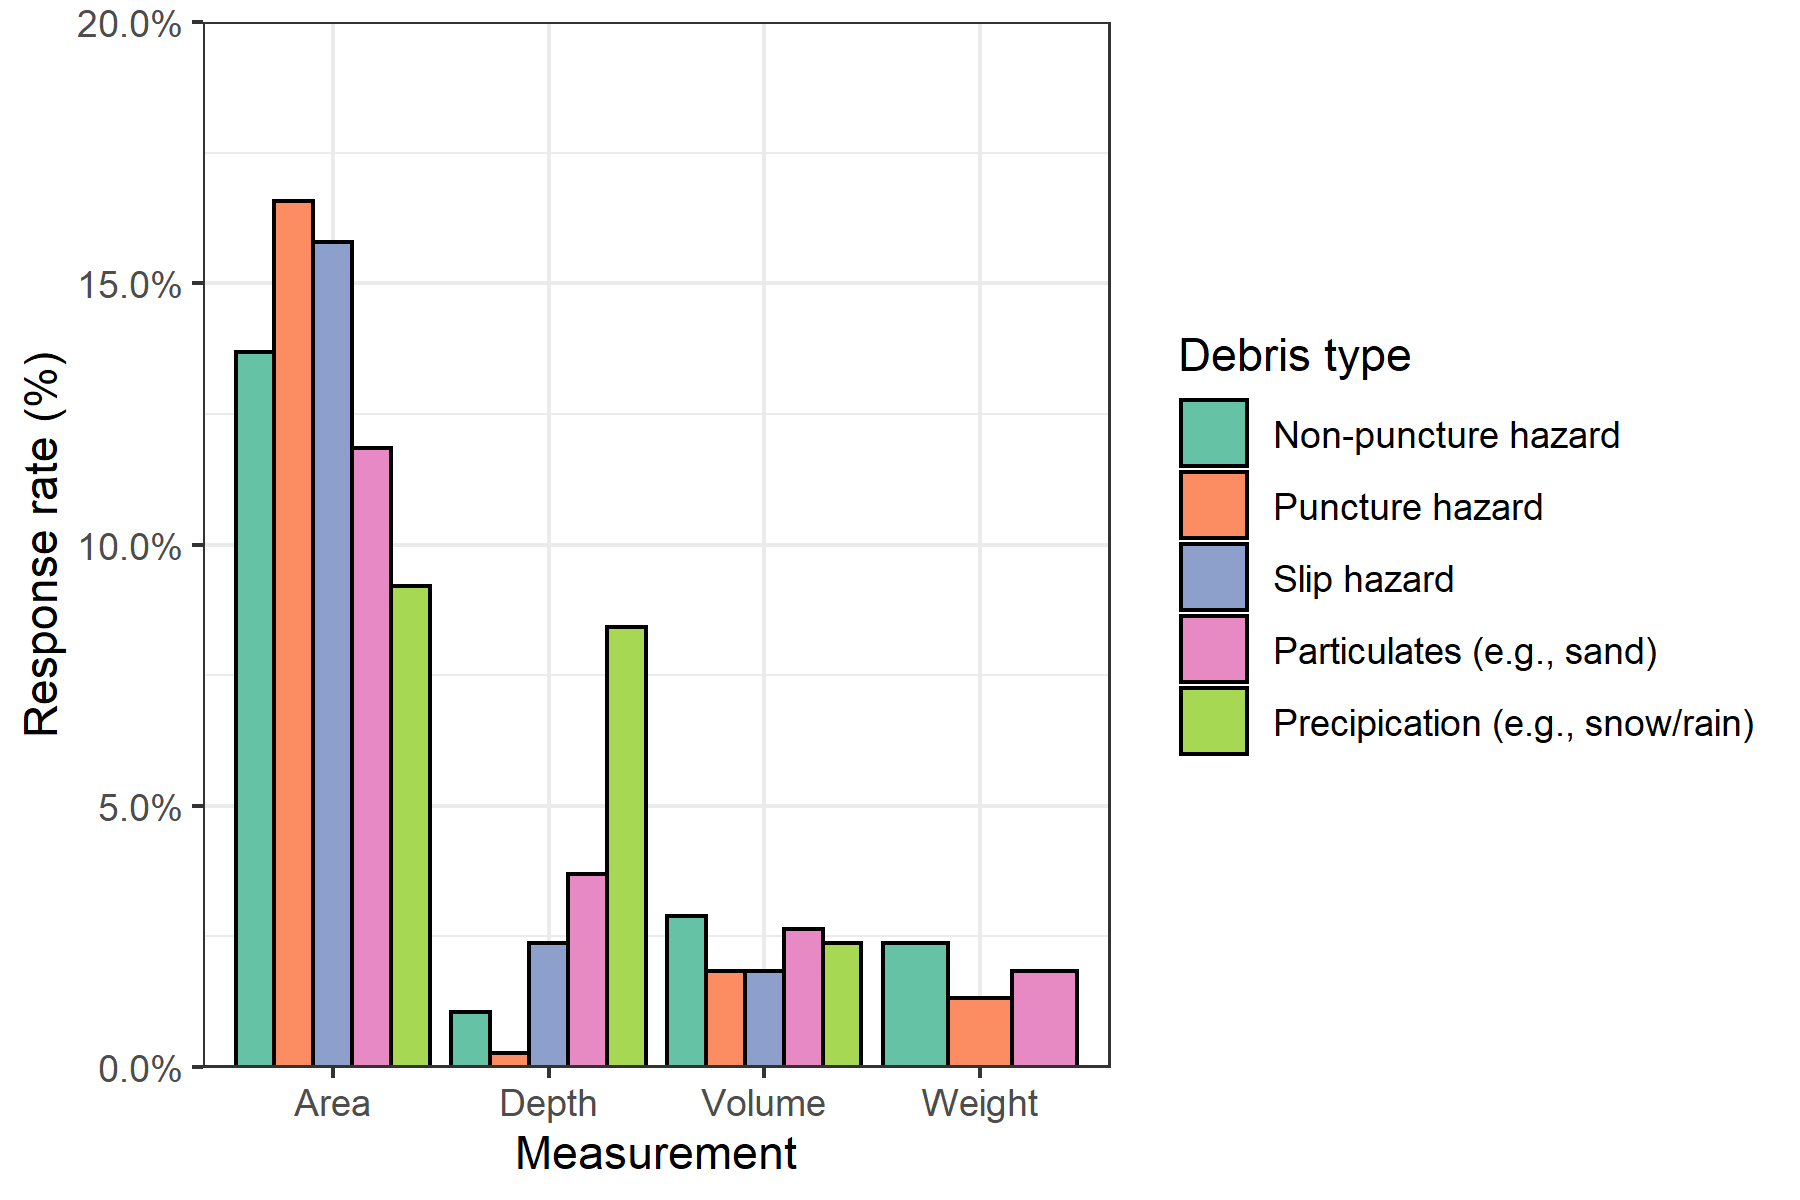 20.0%
15.0%
10.0%
5.0%
0.0%
Response rate (%)
Area
Depth
Volume
Weight
Measurement
Debris type
Non-puncture hazard
Puncture hazard
Slip hazard
Particulates (e.g., sand)
Precipication (e.g., snow/rain)